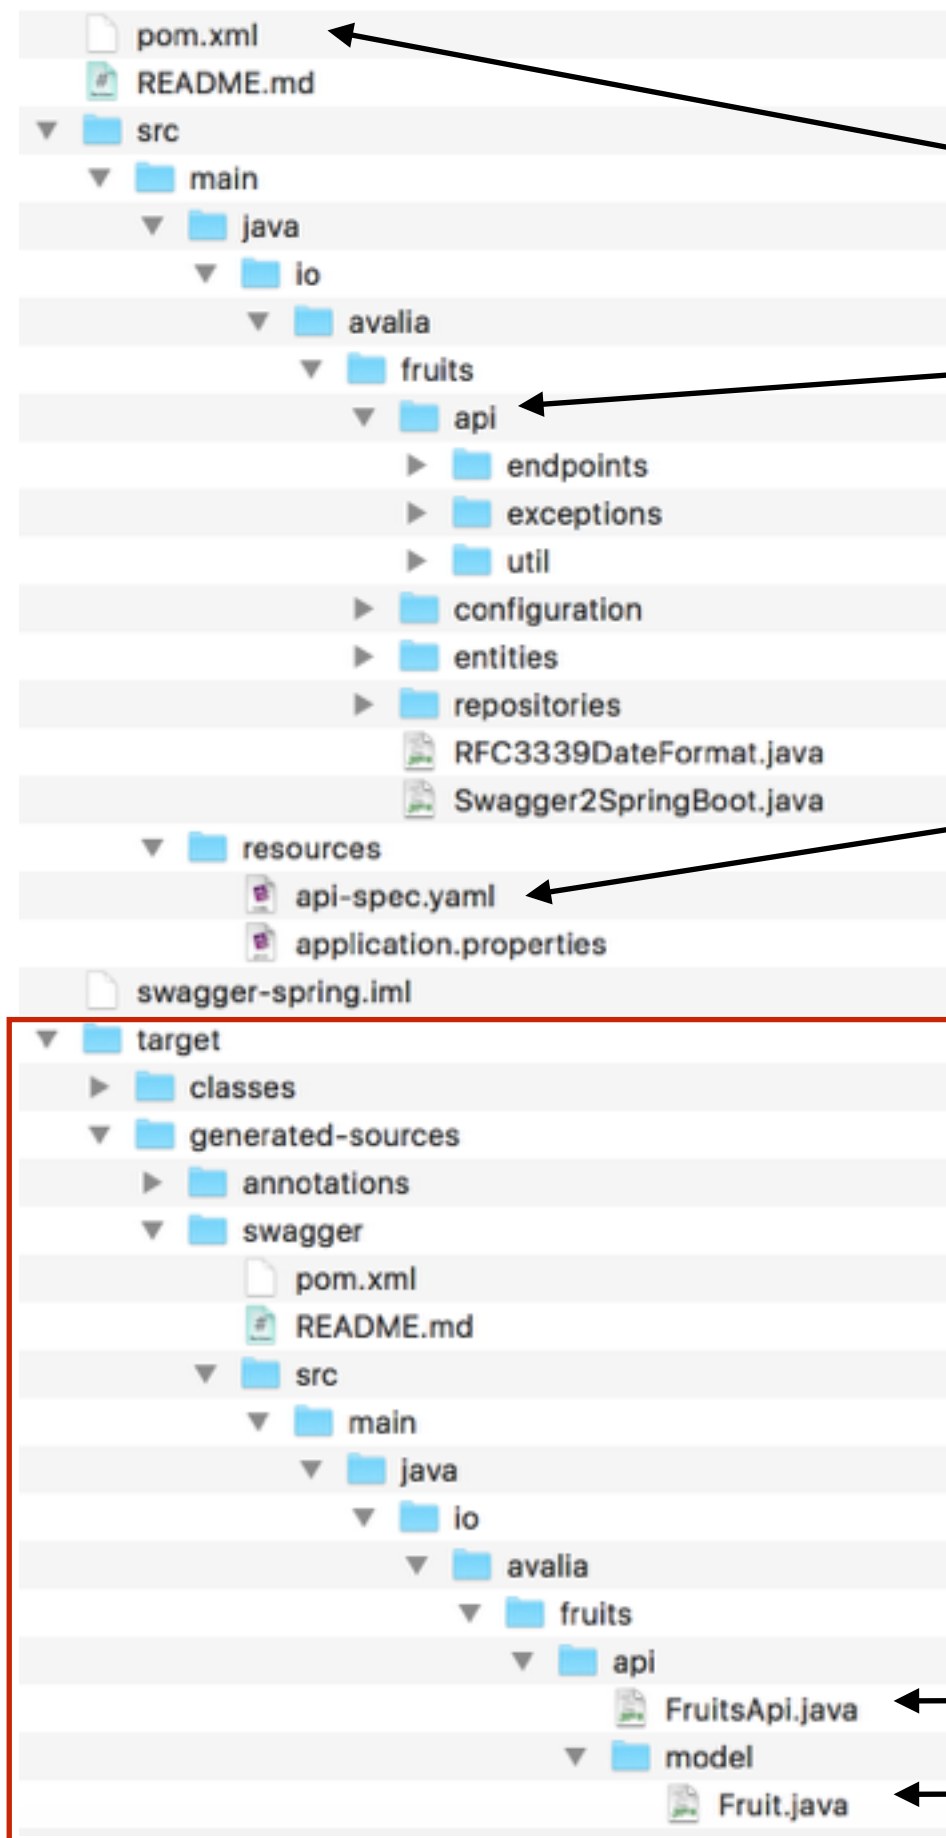 pom.xml
README.md
src
main
java
io
avalia
fruits
api
endpoints
exceptions
util
configuration
entities
repositories
RFC3339DateFormat.java
Swagger2SpringBoot.java
resources
api-spec.yaml
application.properties
swagger-spring.iml
target
classes
generated-sources
annotations
swagger
pom.xml
README.md
src
main
java
io
avalia
fruits
api
FruitsApi.java
model
Fruit.java